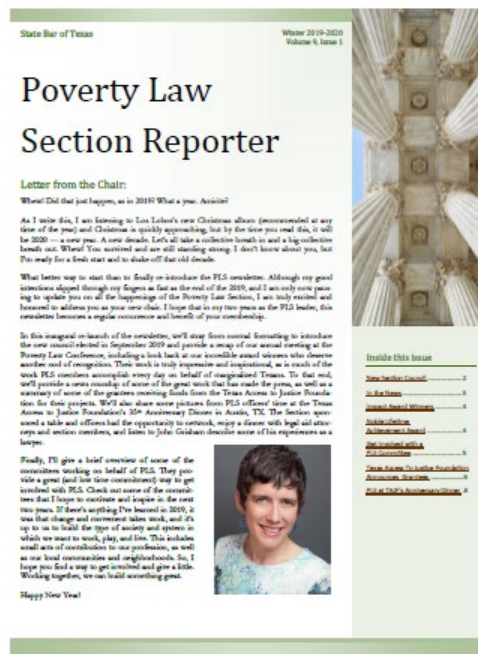 State Bar of Texas
Winter 2019-2020
Volume 9, Issue 1
Poverty Law
Section Reporter
Letter from the Chair:
Whew! Did that just happen, as in 2019? What a year. Amirite?
As I write this, I am listening to Los Lobos's new Christmas album (recommended at any
time of the year) and Christmas is quickly approaching, but by the time you read this, it will
be 2020 — a new year. A new decade. Let's all take a collective breath in and a big collective
breath out. Whew! You survived and are still standing strong. I don't know about you, but
I'm ready for a fresh start and to shake off that old decade.
What better way to start than to finally re-introduce the PLS newsletter. Although my good
intentions slipped through my fingers as fast as the end of the 2019, and I am only now paus-
ing to update you on all the happenings of the Poverty Law Section, I am truly excited and
honored to address you as your new chair. I hope that in my two years as the PLS leader, this
newsletter becomes a regular occurrence and benefit of your membership.
In this inaugural re-launch of the newsletter, we'll stray from normal formatting to introduce
the new council elected in September 2019 and provide a recap of our annual meeting at the
Poverty Law Conference, including a look back at our incredible award winners who deserve
another round of recognition. Their work is truly impressive and inspirational, as is much of the
work PLS members accomplish every day on behalf of marginalized Texans. To that end,
we'll provide a news roundup of some of the great work that has made the press, as well as a
summary of some of the grantees receiving funds from the Texas Access to Justice Founda-
tion for their projects. We'll also share some pictures from PLS officers' time at the Texas
Access to Justice Foundation's 35th Anniversary Dinner in Austin, TX. The Section spon-
sored a table and officers had the opportunity to network, enjoy a dinner with legal aid attor-
neys and section members, and listen to John Grisham describe some of his experiences as a
lawyer.
Finally, I'll give a brief overview of some of the
committees working on behalf of PLS. They pro-
vide a great (and low time commitment) way to get
involved with PLS. Check out some of the commit-
tees that I hope to motivate and inspire in the next
two years. If there's anything I've learned in 2019, it
was that change and movement takes work, and it's
up to us to build the type of society and system in
which we want to work, play, and live. This includes
small acts of contribution to our profession, as well
as our local communities and neighborhoods. So, I
hope you find a way to get involved and give a little.
Working together, we can build something great.
Happy New Year!
Inside this Issue
New Section Council 2
In the News 3
Impact Award Winners 4
Noble Lifetime
Achievement Award 4
Get Involved with a
PLS Committee 5
Texas Access To Justice Foundation
Announces Grantees
PLS at TAJF's Anniversary Dinner